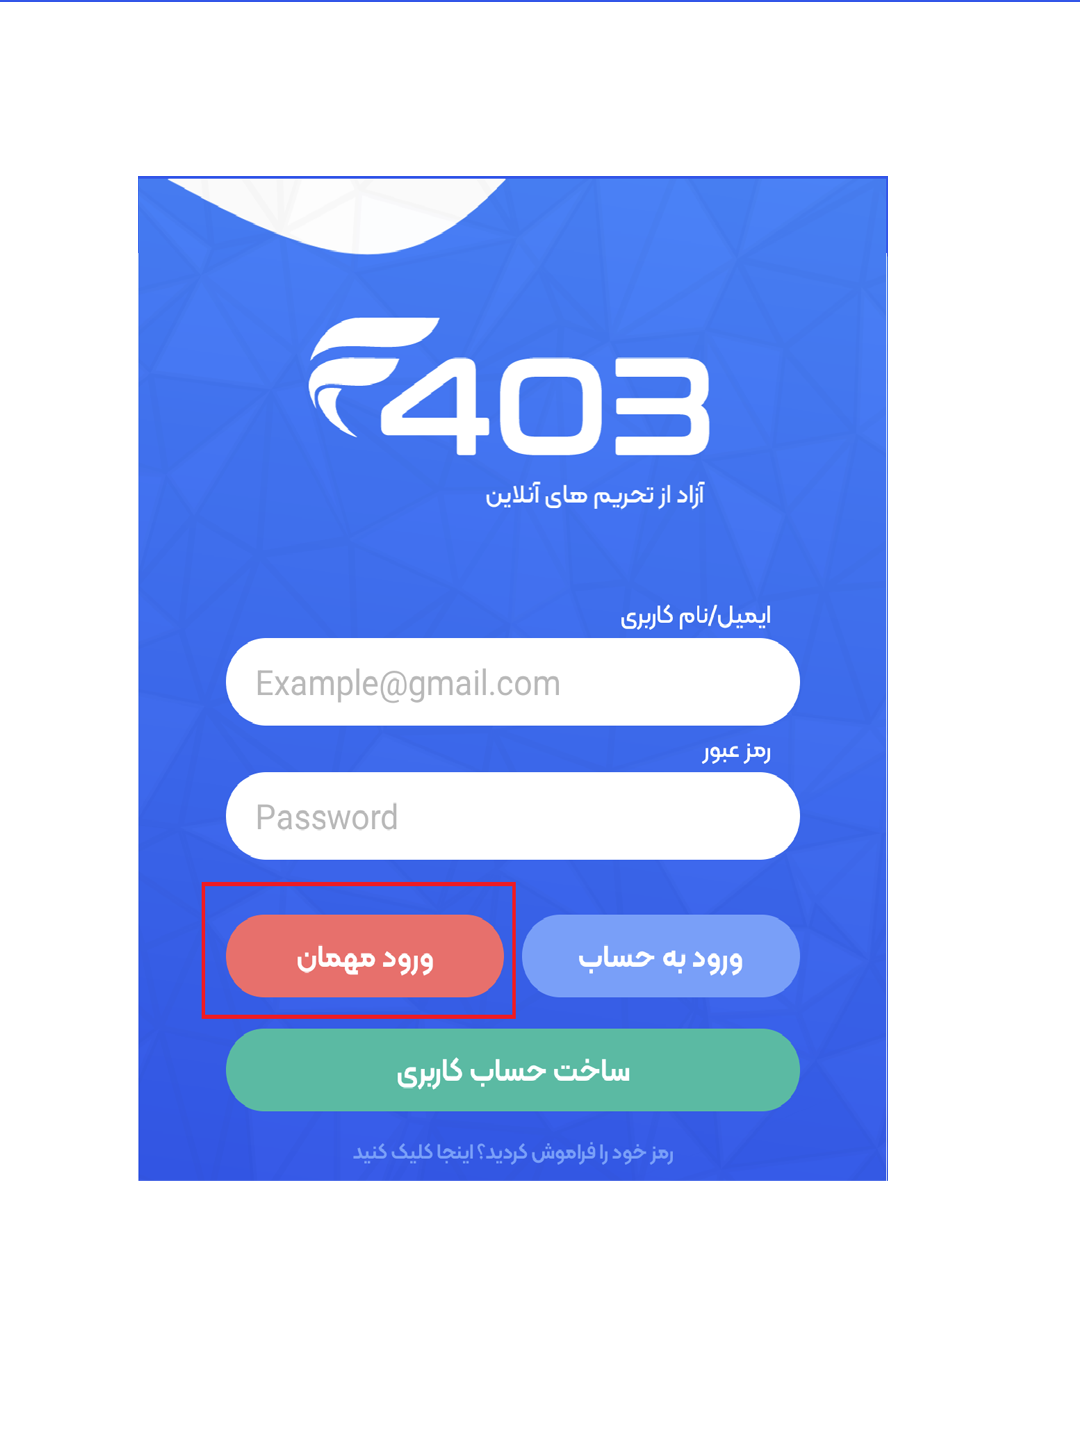 403
آزاد از تحریم های آنلاین
ایمیل/نام کاربری
Example@gmail.com
رمز عبور
Password
ورود به حساب
ورود مهمان
ساخت حساب کاربری
رمز خود را فراموش کردید؟ اینجا کلیک کنید